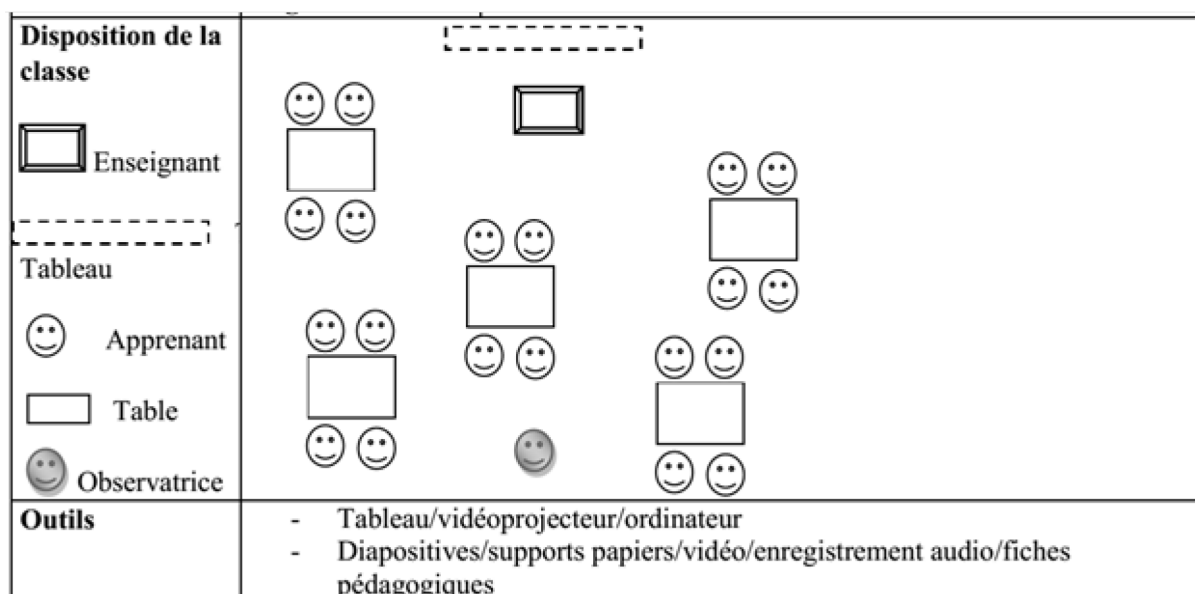 Disposition de la
classe
Enseignant
Tableau
Apprenant
Table
Observatrice
Outils
- Tableau/vidéoprojecteur/ordinateur
- Diapositives/supports papiers/vidéo/enregistrement audio/fiches
pédagogiques